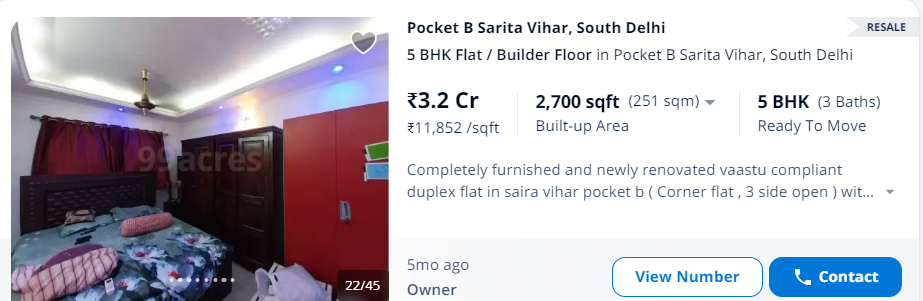 99acres
22/45
Pocket B Sarita Vihar, South Delhi
RESALE
5 BHK Flat / Builder Floor in Pocket B Sarita Vihar, South Delhi
₹3.2 Cr
₹11,852 /sqft
2,700 sqft (251 sqm)
Built-up Area
5 BHK (3 Baths)
Ready To Move
Completely furnished and newly renovated vaastu compliant
duplex flat in saira vihar pocket b ( Corner flat , 3 side open ) wit...
5mo ago
Owner
View Number
Contact